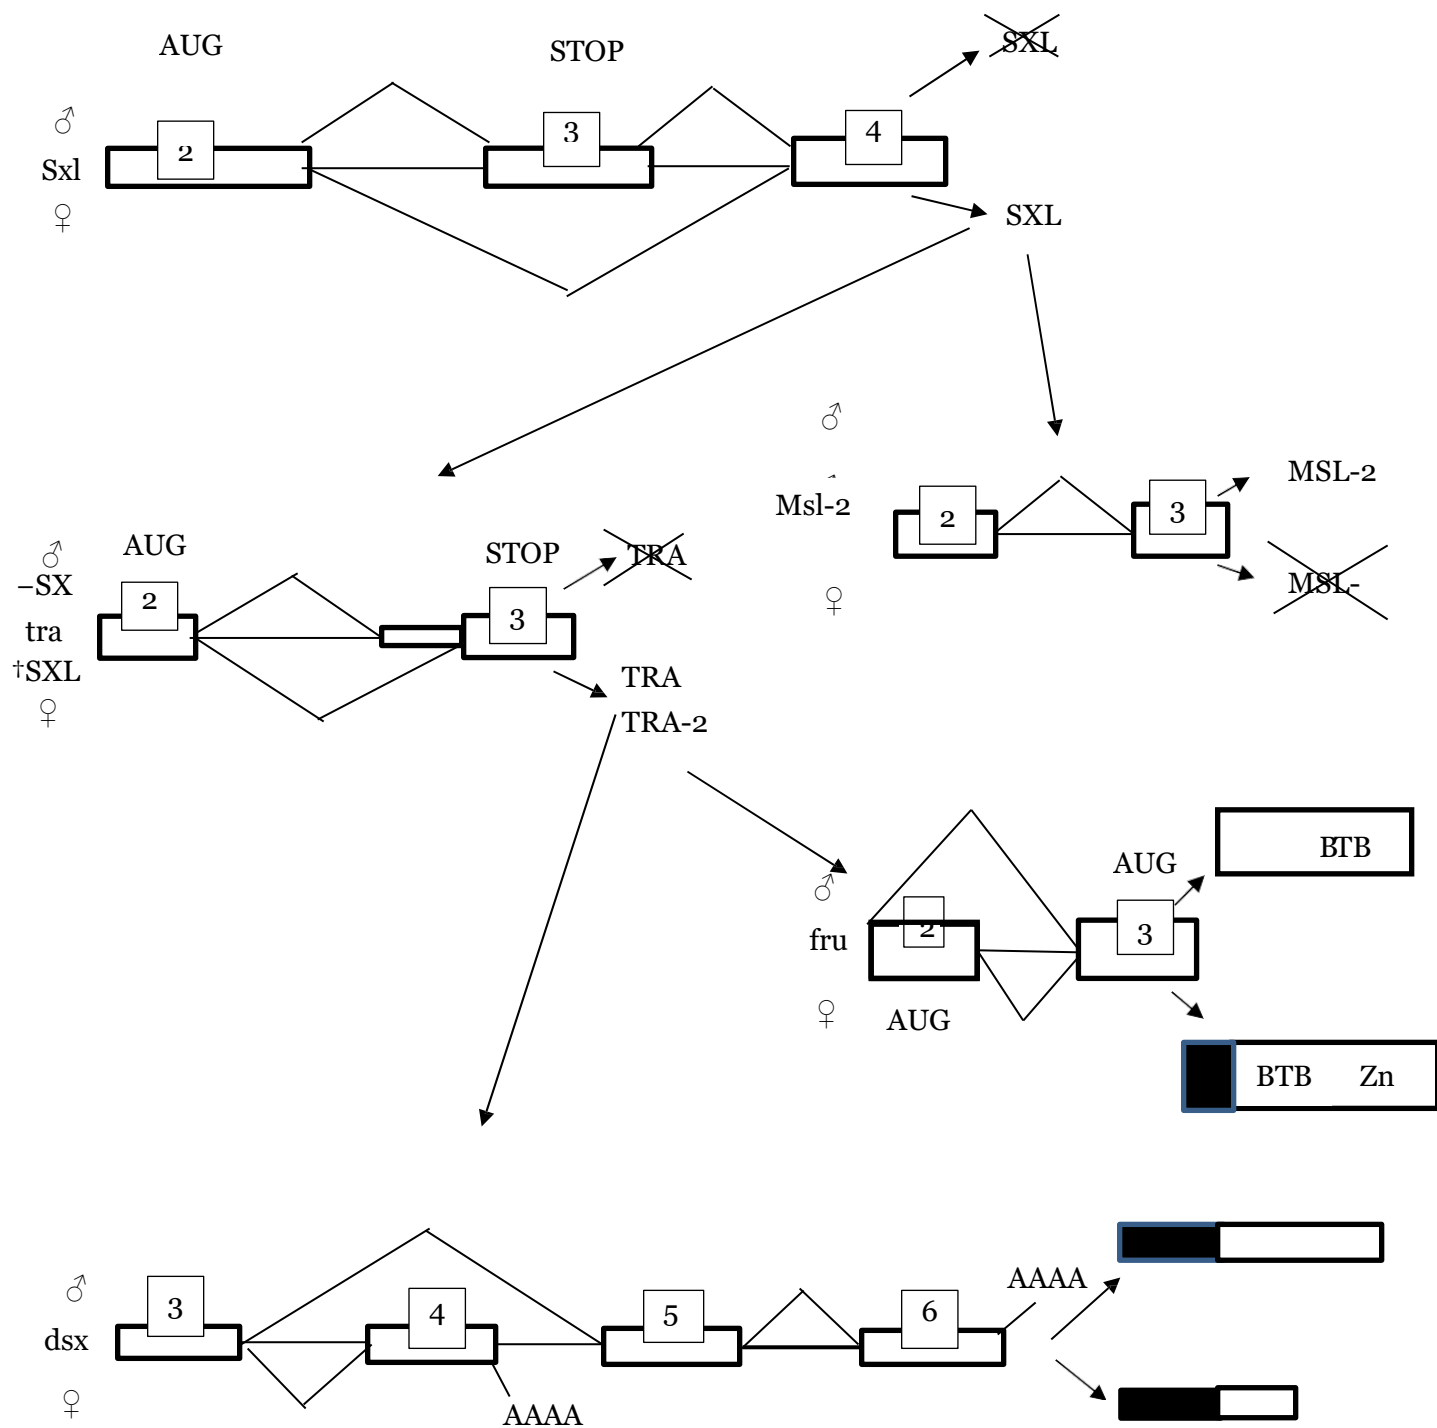 AUG
STOP
SXL
♂
2
3
4
Sxl
♀
SXL
♂
Msl-2
2
3
MSL-2
♀
MSL-
♂
AUG
STOP
TRA
–SX
2
3
tra
†SXL
♀
TRA
TRA-2
♂
AUG
BTB
fru
2
3
♀
AUG
BTB Zn
♂
3
4
5
6
AAAA
dsx
♀
AAAA